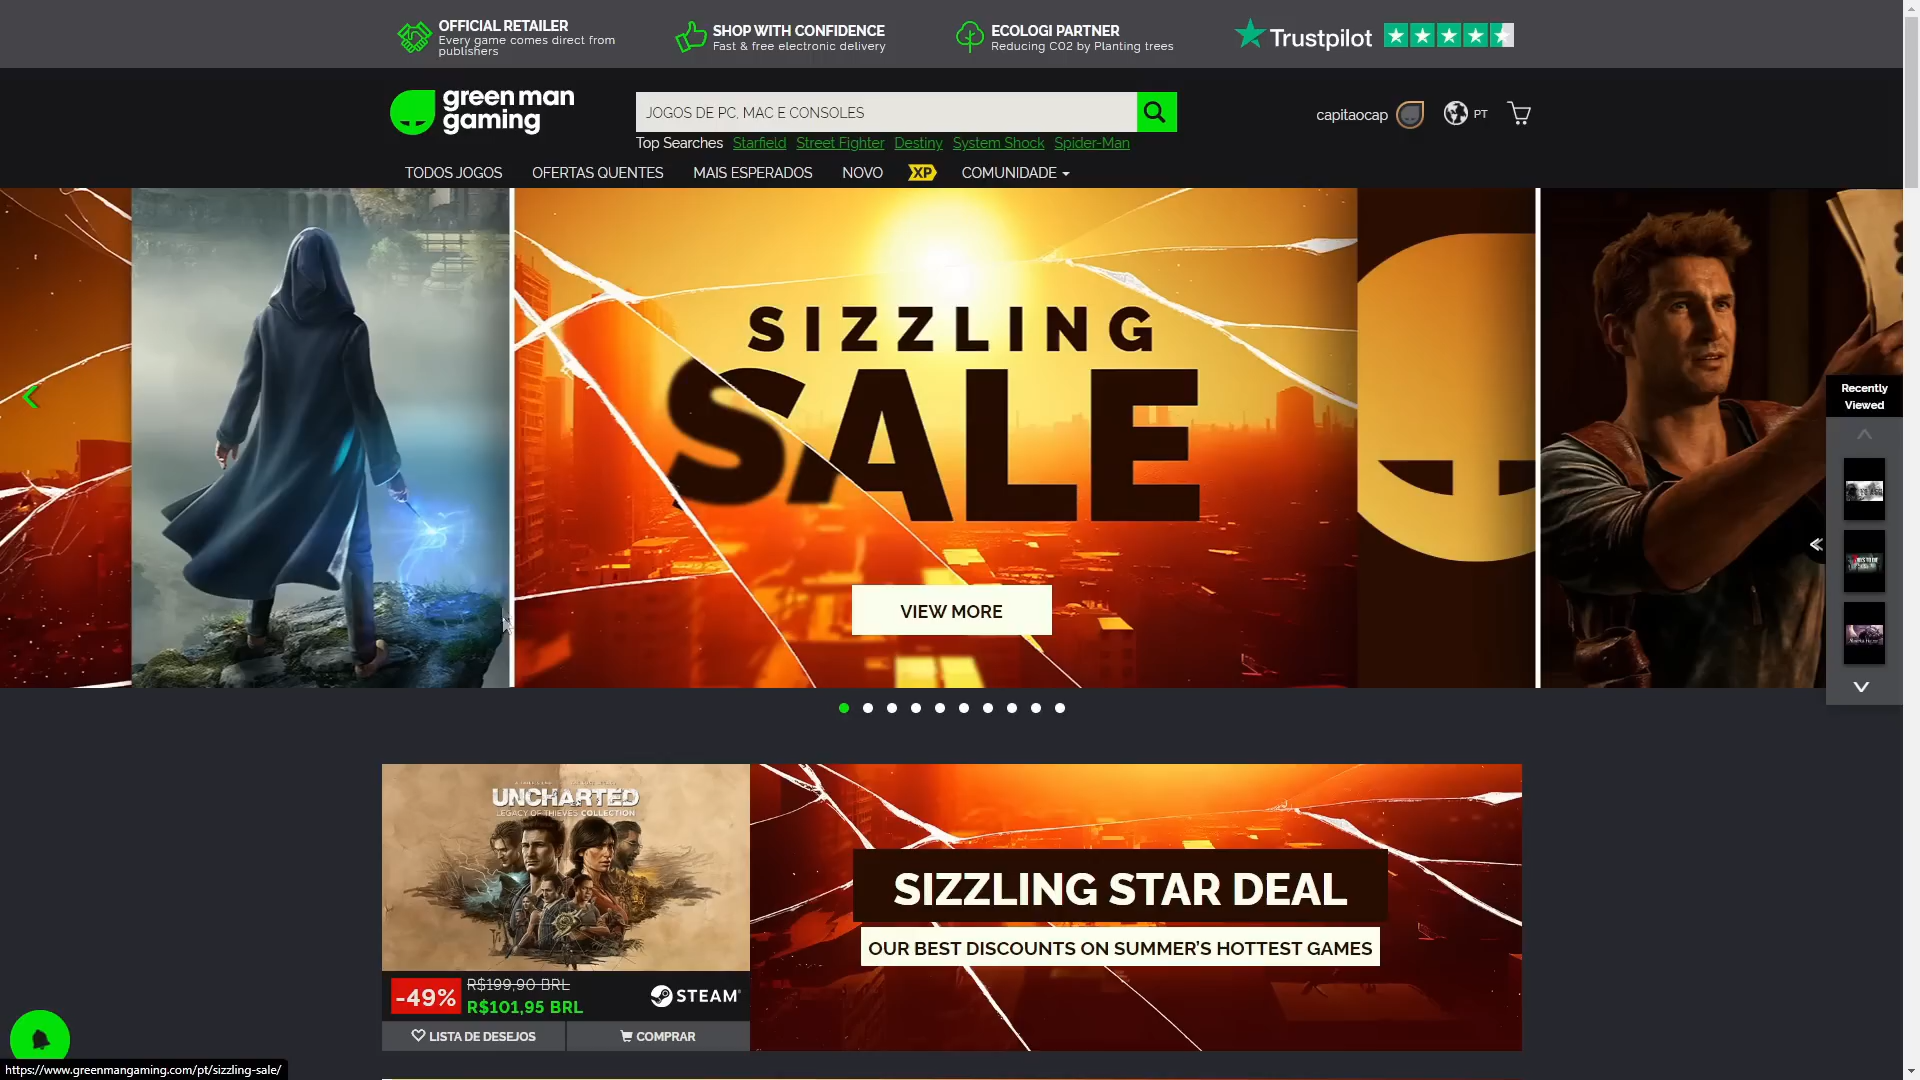 OFFICIAL RETAILER
Every game comes direct from
publishers
SHOP WITH CONFIDENCE
Fast & free electronic delivery
ECOLOGI PARTNER
Reducing CO2 by Planting trees
Trustpilot
green man
gaming
JOGOS DE PC, MAC E CONSOLES
capitaocap
PT
Top Searches Starfield Street Fighter Destiny System Shock Spider-Man
TODOS JOGOS OFERTAS QUENTES MAIS ESPERADOS NOVO XP COMUNIDADE
SIZZLING
SALE
VIEW MORE
Recently
Viewed
UNCHARTED
LEGACY OF THIEVES COLLECTION
-49%
R$199,90 BRL
R$101,95 BRL
STEAM
LISTA DE DESEJOS
COMPRAR
SIZZLING STAR DEAL
OUR BEST DISCOUNTS ON SUMMER'S HOTTEST GAMES
https://www.greenmangaming.com/pt/sizzling-sale/